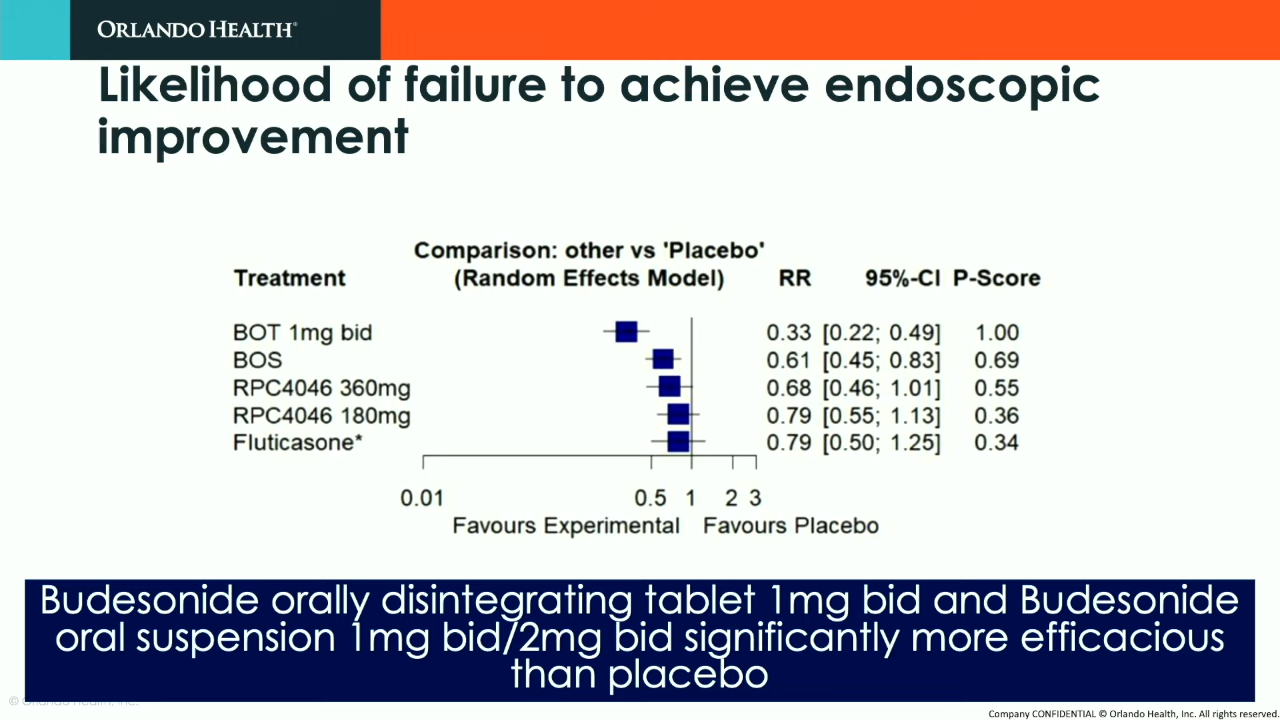 ORLANDO HEALTH®
Likelihood of failure to achieve endoscopic
improvement
Comparison: other vs 'Placebo'
Treatment (Random Effects Model) RR 95%-CI P-Score
BOT 1mg bid 0.33 [0.22; 0.49] 1.00
BOS 0.61 [0.45; 0.83] 0.69
RPC4046 360mg 0.68 [0.46; 1.01] 0.55
RPC4046 180mg 0.79 [0.55; 1.13] 0.36
Fluticasone* 0.79 [0.50; 1.25] 0.34
0.01 0.5 1 2 3
Favours Experimental Favours Placebo
Budesonide orally disintegrating tablet 1mg bid and Budesonide
oral suspension 1mg bid/2mg bid significantly more efficacious
than placebo
© Orlando Health, Inc.
Company CONFIDENTIAL © Orlando Health, Inc. All rights reserved.